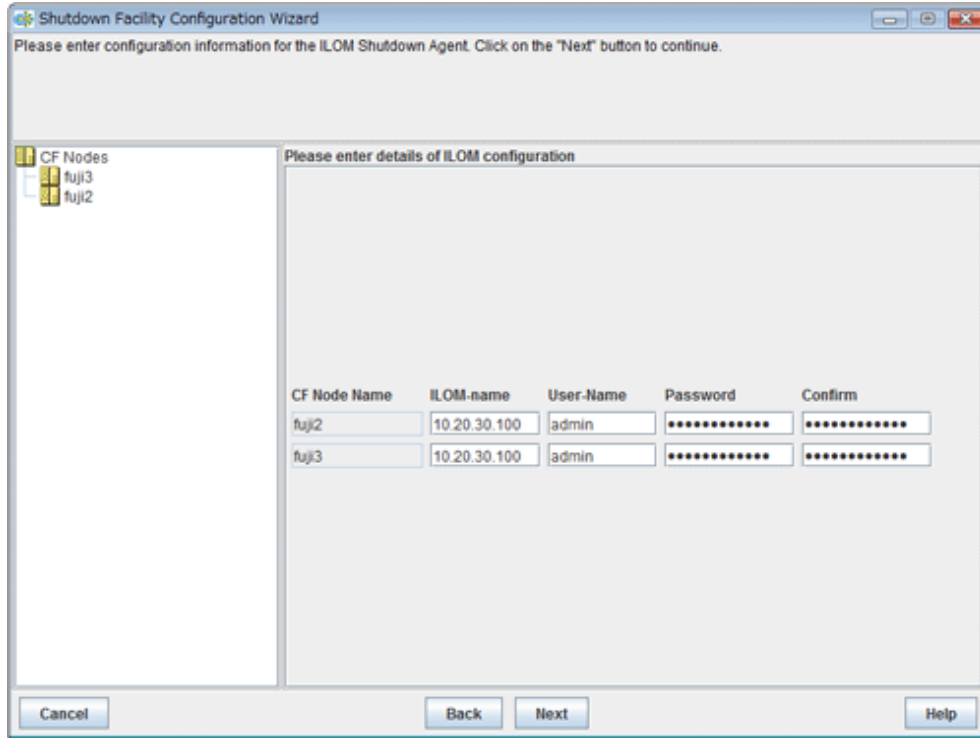 Shutdown Facility Configuration Wizard
Please enter configuration information for the ILOM Shutdown Agent. Click on the "Next" button to continue.
CF Nodes
fuji3
fuji2
Please enter details of ILOM configuration
CF Node Name ILOM-name User-Name Password Confirm
fuji2 10.20.30.100 admin ●●●●●●●●●●●● ●●●●●●●●●●●●
fuji3 10.20.30.100 admin ●●●●●●●●●●●● ●●●●●●●●●●●●
Cancel Back Next Help